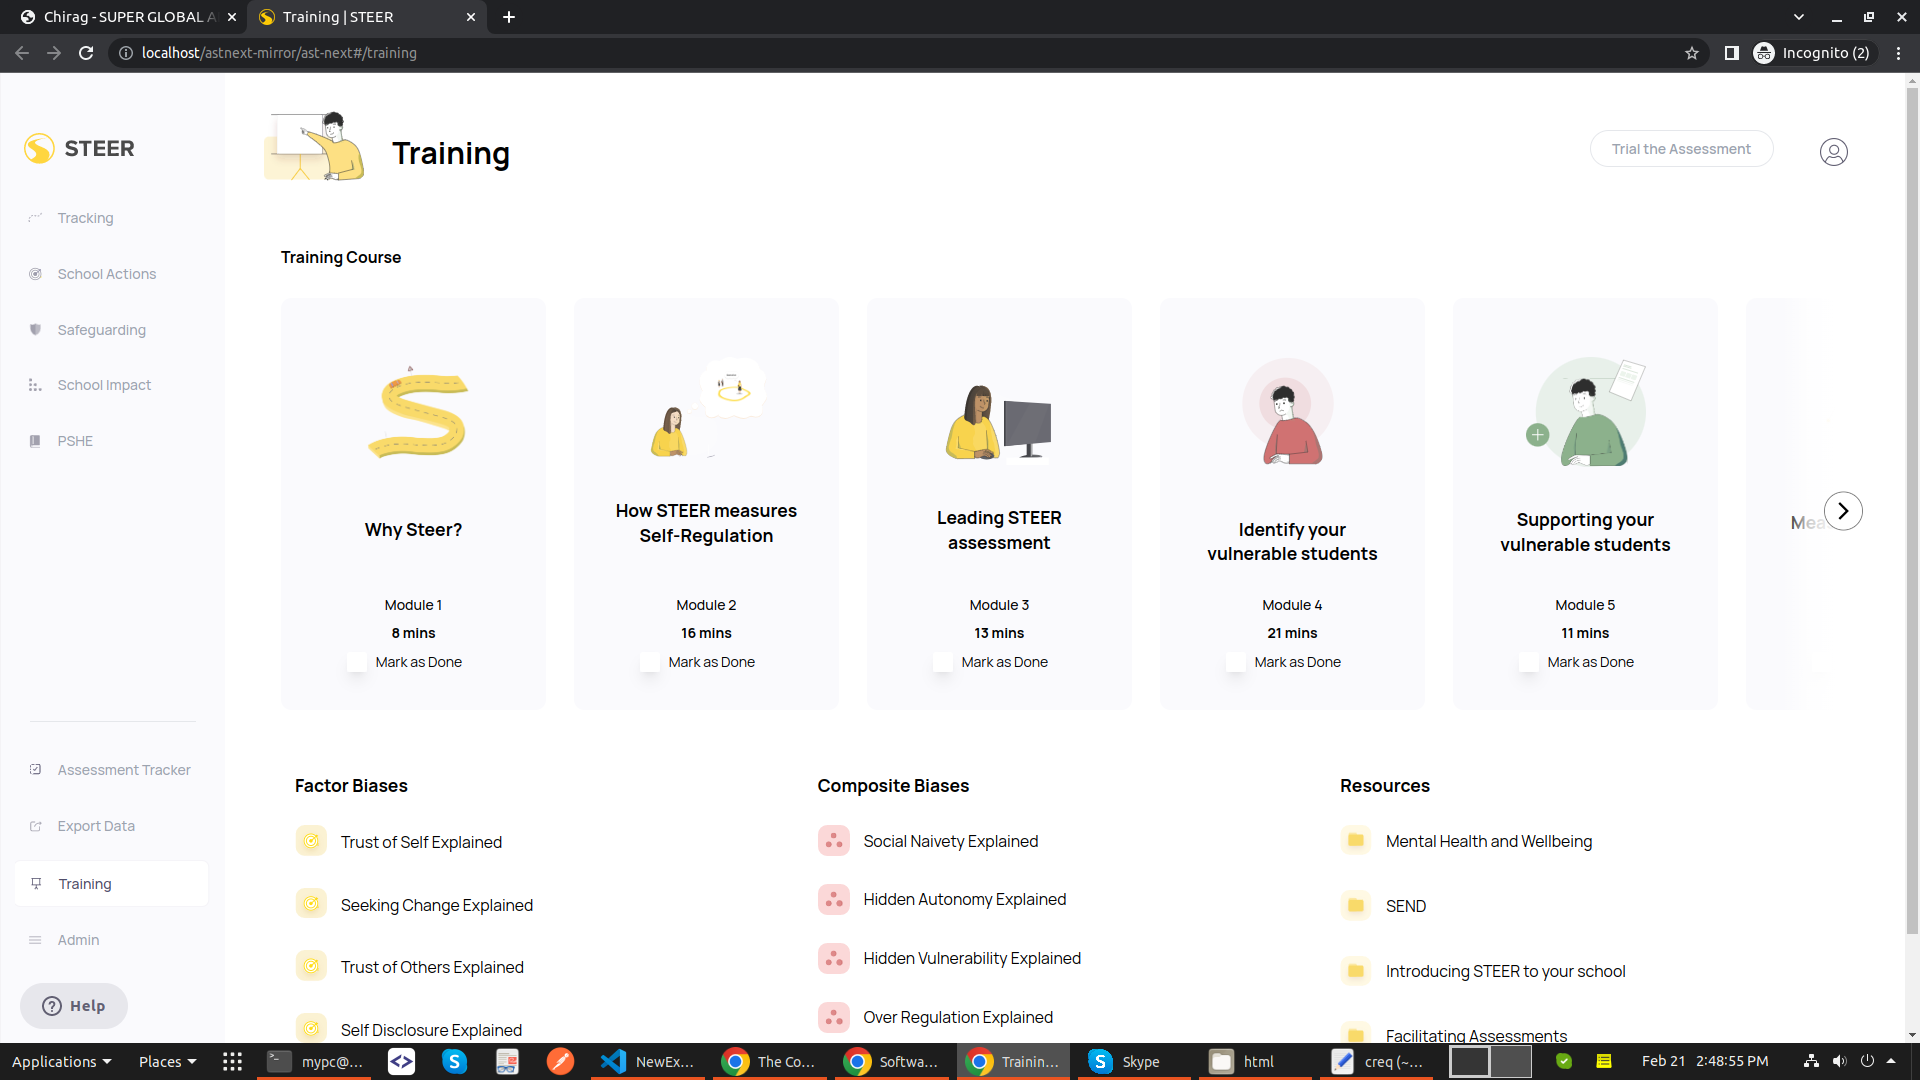 Chirag - SUPER GLOBAL A
Training | STEER
localhost/astnext-mirror/ast-next#/training
Incognito (2)
STEER
Tracking
School Actions
Safeguarding
School Impact
PSHE
Assessment Tracker
Export Data
Training
Admin
Help
Training
Trial the Assessment
Training Course
Why Steer?
Module 1
8 mins
Mark as Done
How STEER measures
Self-Regulation
Module 2
16 mins
Mark as Done
Leading STEER
assessment
Module 3
13 mins
Mark as Done
Identify your
vulnerable students
Module 4
21 mins
Mark as Done
Supporting your
vulnerable students
Module 5
11 mins
Mark as Done
Mea
Factor Biases
Trust of Self Explained
Seeking Change Explained
Trust of Others Explained
Self Disclosure Explained
Composite Biases
Social Naivety Explained
Hidden Autonomy Explained
Hidden Vulnerability Explained
Over Regulation Explained
Resources
Mental Health and Wellbeing
SEND
Introducing STEER to your school
Facilitating Assessments
Applications
Places
mypc@...
NewEx...
The Co...
Softwa...
Trainin...
Skype
html
creq (~...
Feb 21 2:48:55 PM